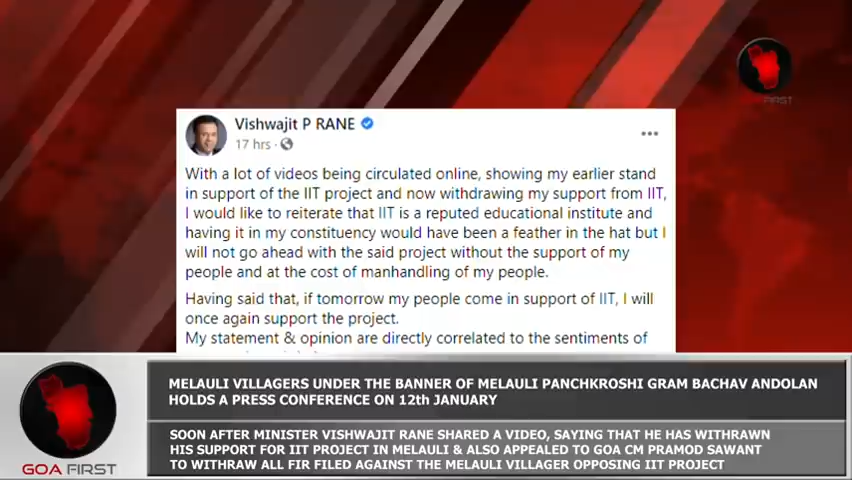 GOA FIRST
Vishwajit P RANE
17 hrs ·
With a lot of videos being circulated online, showing my earlier stand
in support of the IIT project and now withdrawing my support from IIT,
I would like to reiterate that IIT is a reputed educational institute and
having it in my constituency would have been a feather in the hat but I
will not go ahead with the said project without the support of my
people and at the cost of manhandling of my people.
Having said that, if tomorrow my people come in support of IIT, I will
once again support the project.
My statement & opinion are directly correlated to the sentiments of
MELAULI VILLAGERS UNDER THE BANNER OF MELAULI PANCHKROSHI GRAM BACHAV ANDOLAN
HOLDS A PRESS CONFERENCE ON 12th JANUARY
SOON AFTER MINISTER VISHWAJIT RANE SHARED A VIDEO, SAYING THAT HE HAS WITHRAWN
HIS SUPPORT FOR IIT PROJECT IN MELAULI & ALSO APPEALED TO GOA CM PRAMOD SAWANT
TO WITHRAW ALL FIR FILED AGAINST THE MELAULI VILLAGER OPPOSING IIT PROJECT
GOA FIRST